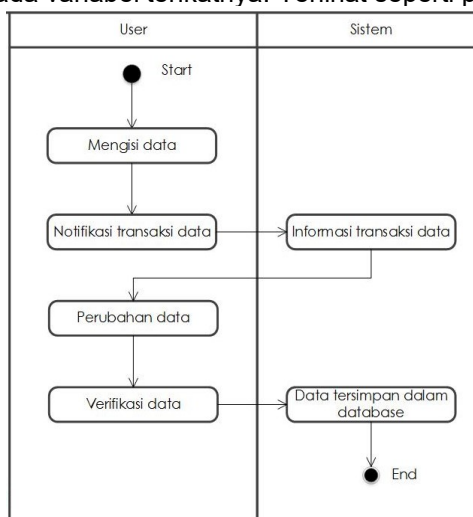 User
Sistem
Start
Mengisi data
Notifikasi transaksi data
Informasi transaksi data
Perubahan data
Verifikasi data
Data tersimpan dalam
database
End